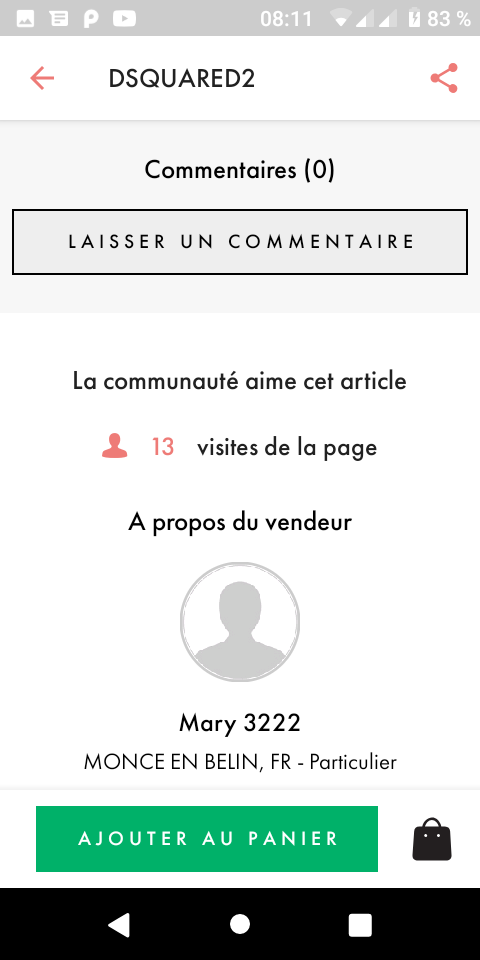 08:11
83 %
DSQUARED2
Commentaires (0)
LAISSER UN COMMENTAIRE
La communauté aime cet article
13 visites de la page
A propos du vendeur
Mary 3222
MONCE EN BELIN, FR - Particulier
AJOUTER AU PANIER